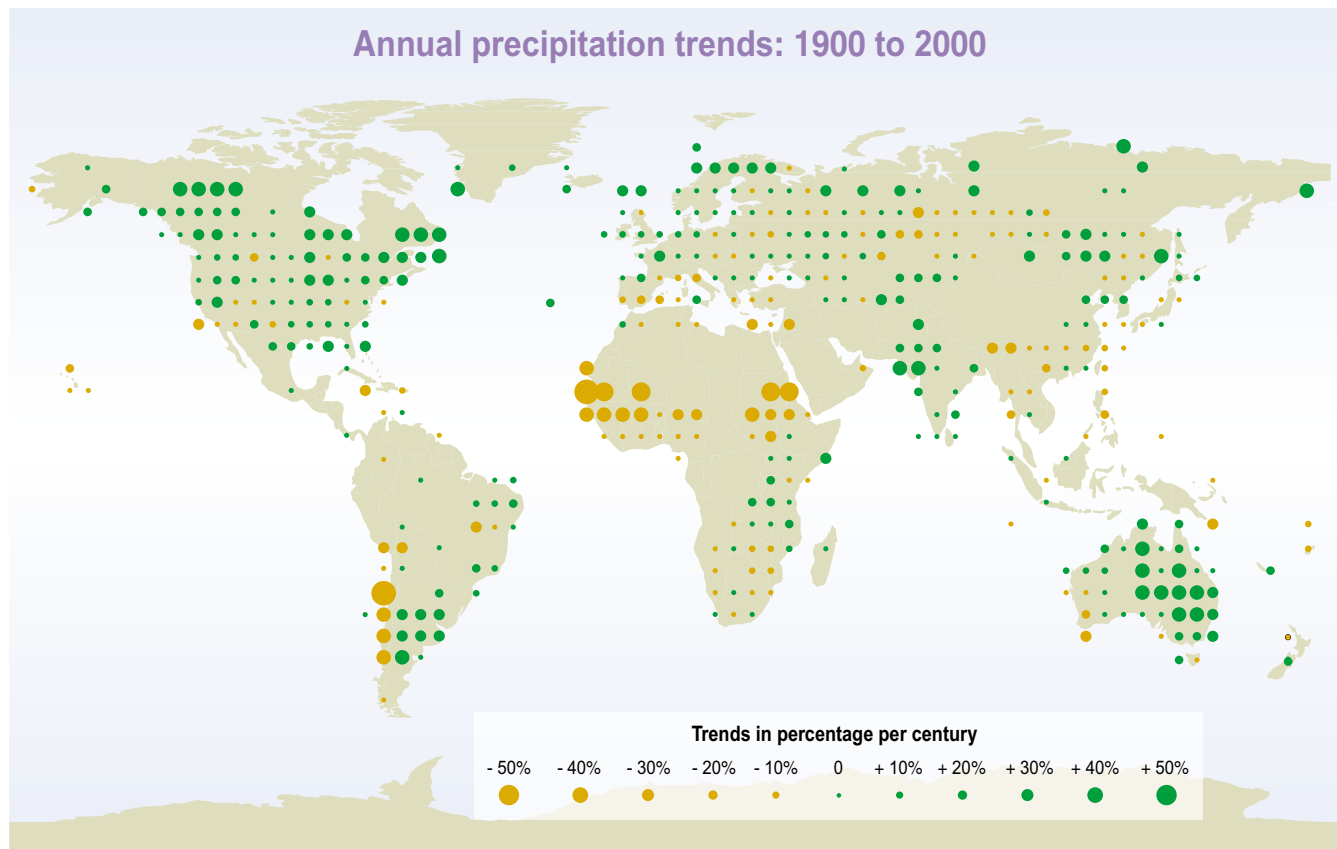 Annual precipitation trends: 1900 to 2000
Trends in percentage per century
- 50% - 40% - 30% - 20% - 10% 0 + 10% + 20% + 30% + 40% + 50%